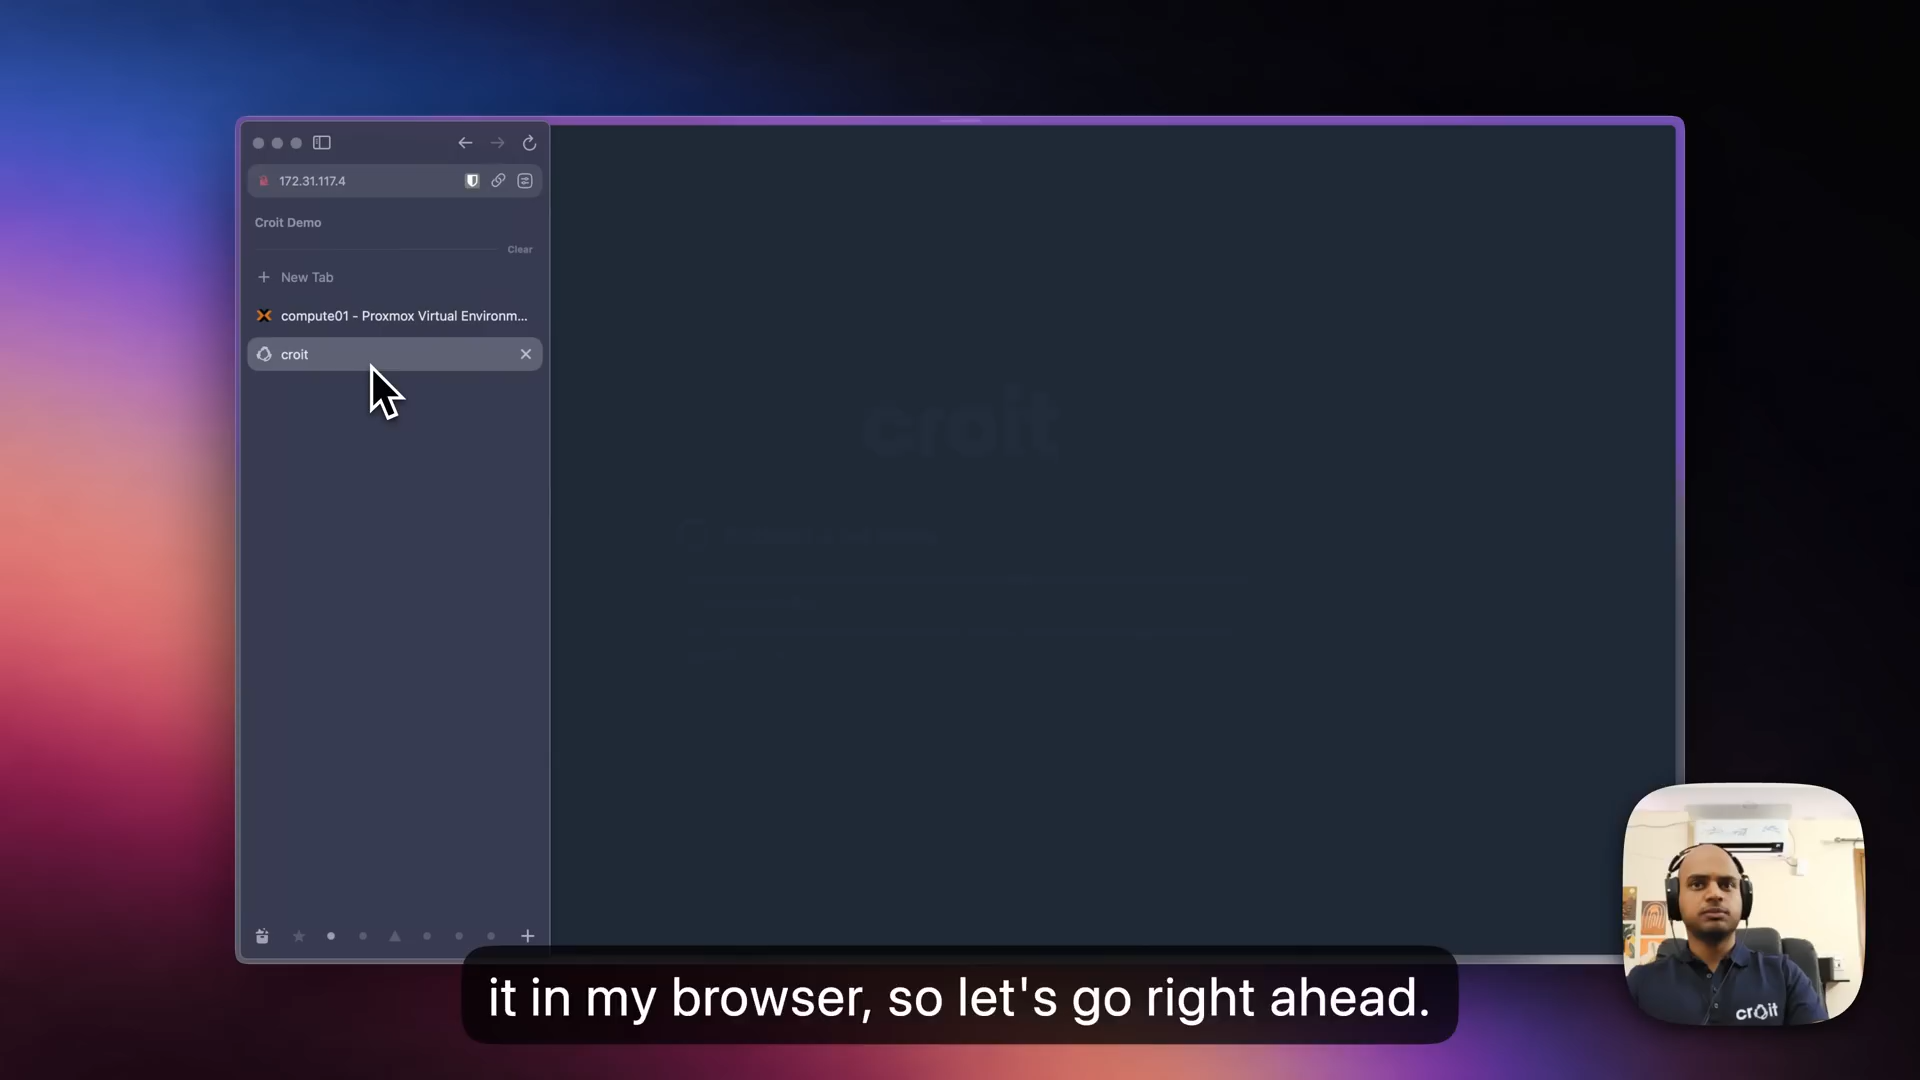 172.31.117.4
Croit Demo
Clear
New Tab
compute01 - Proxmox Virtual Environm...
croit
croit
it in my browser, so let's go right ahead.
croit